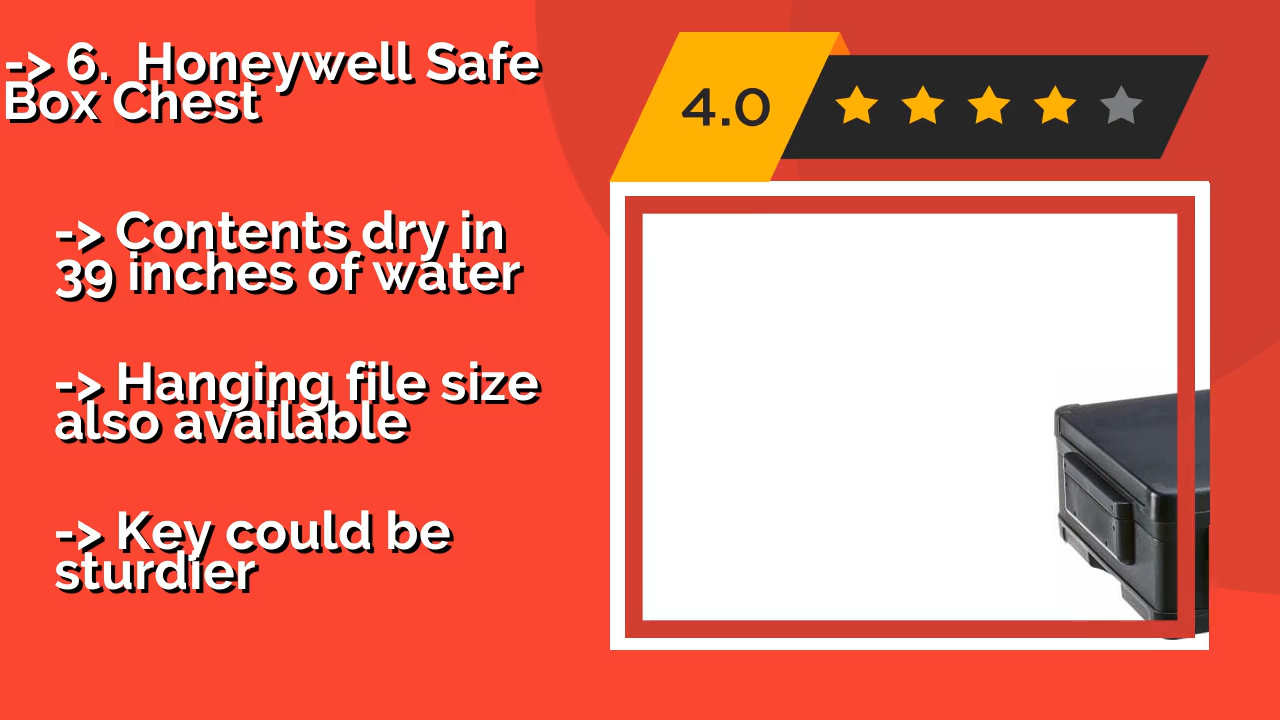 -> 6. Honeywell Safe
Box Chest
4.0
-> Contents dry in
39 inches of water
-> Hanging file size
also available
-> Key could be
sturdier